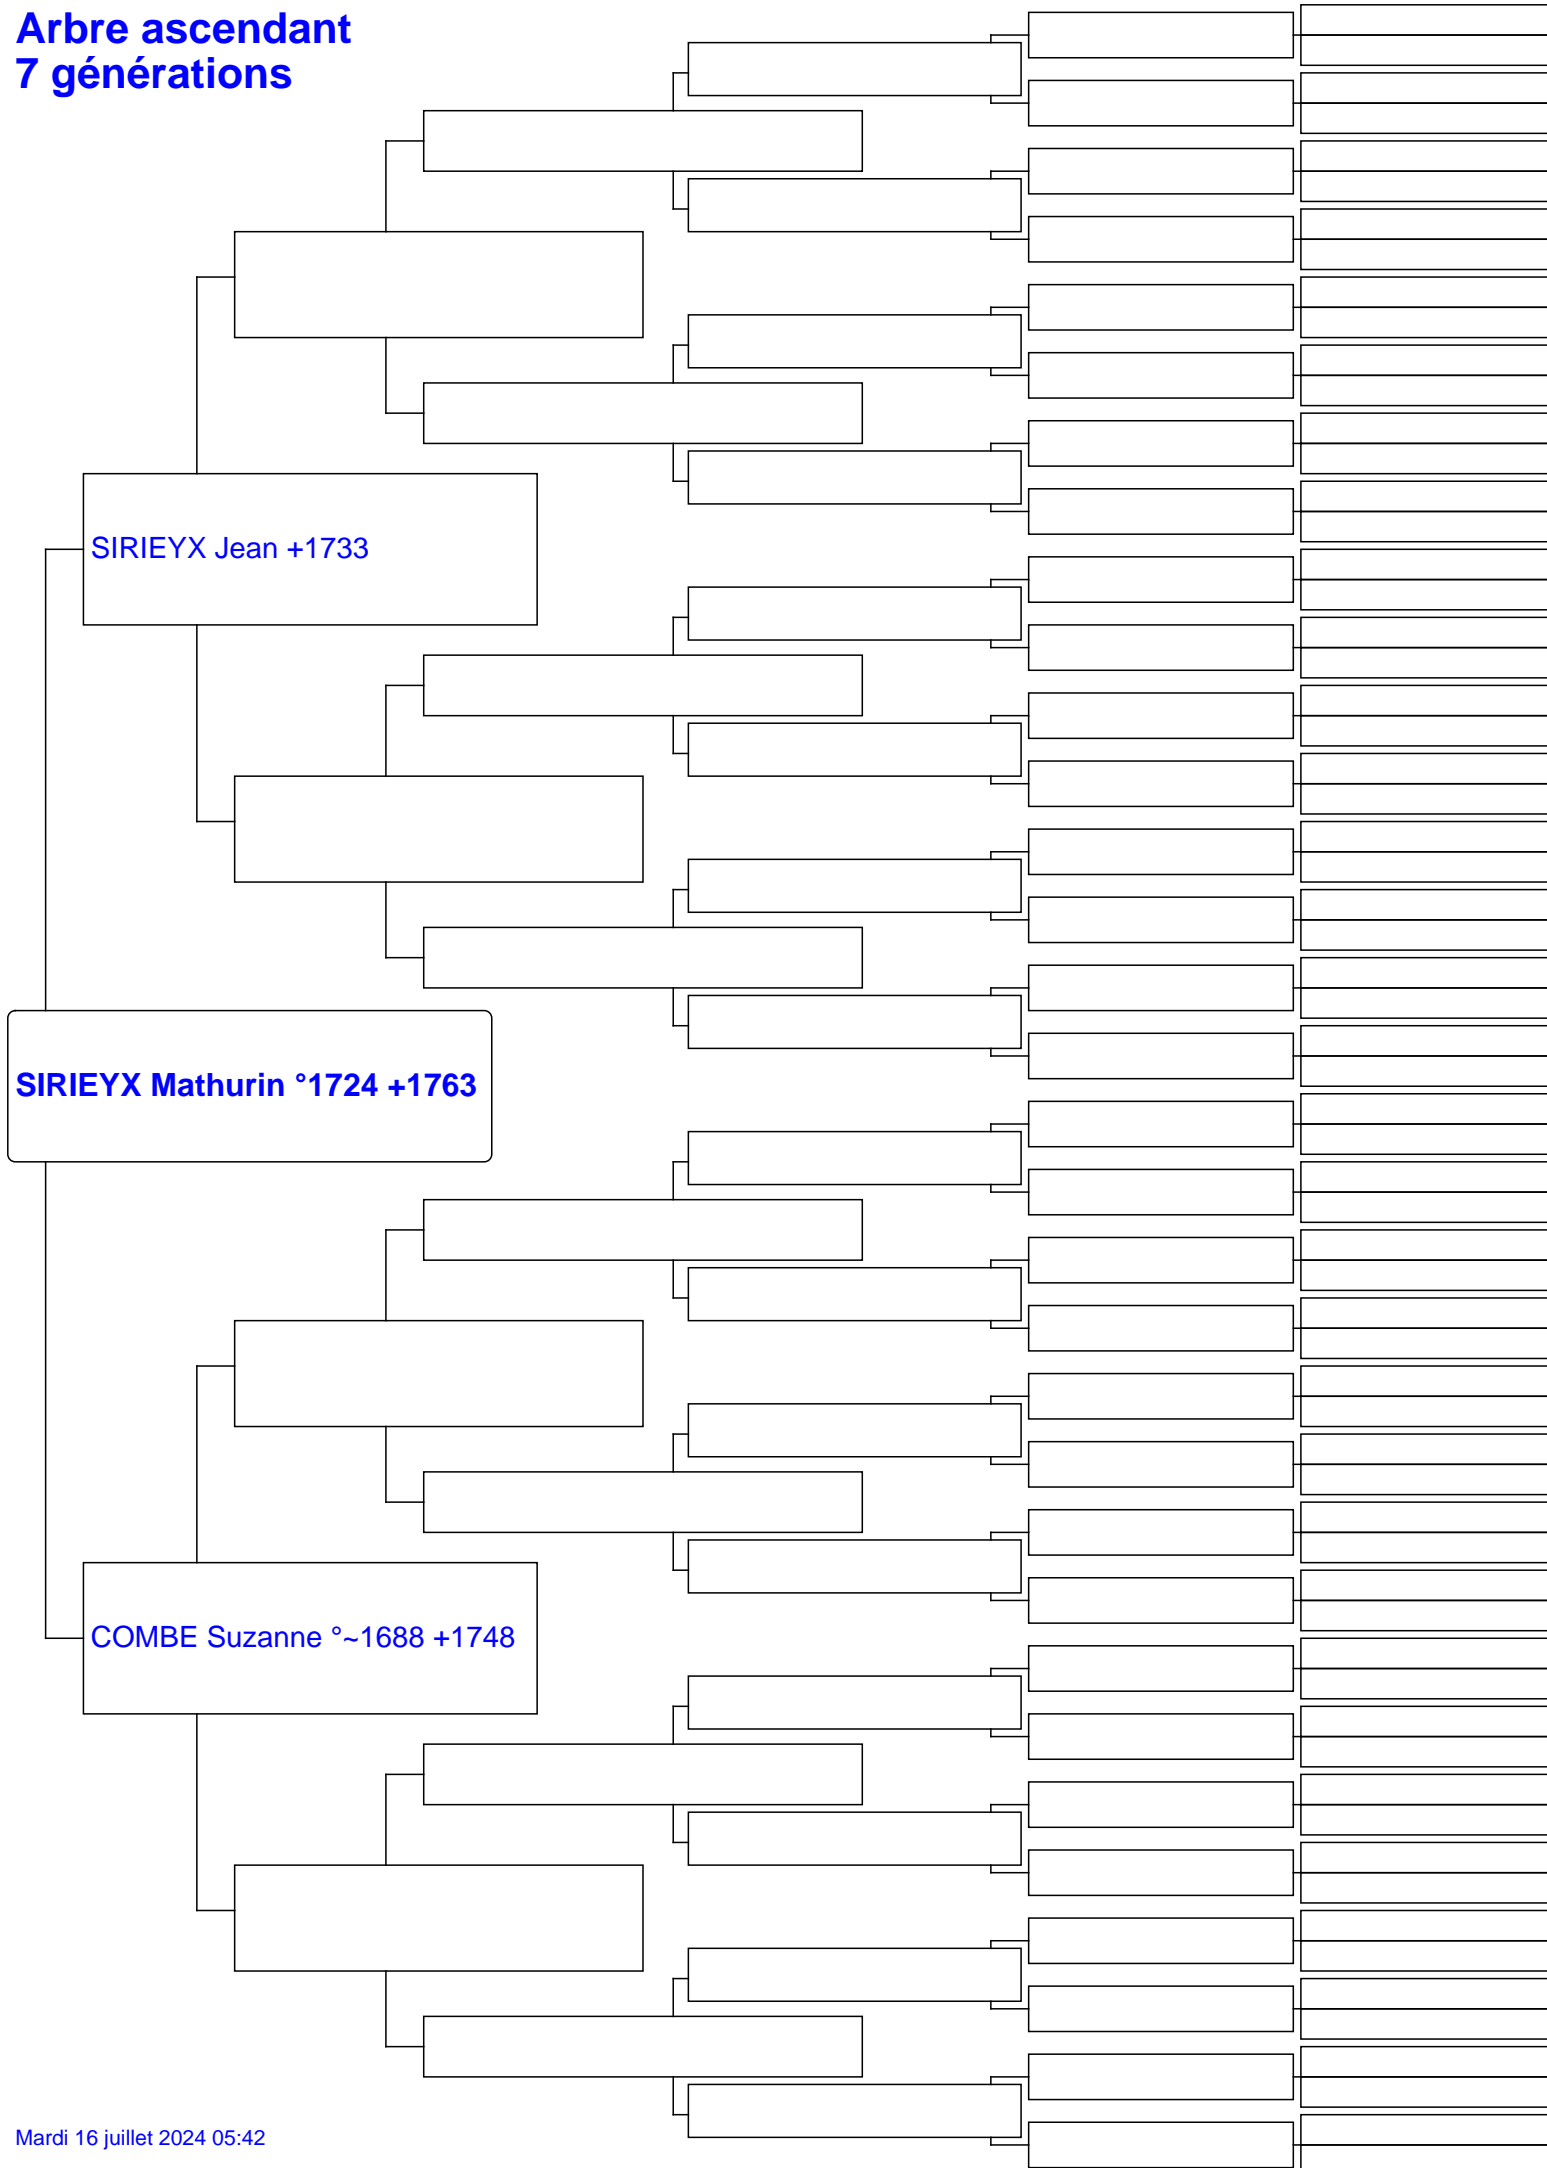 Arbre ascendant
7 générations
SIRIEYX Jean +1733
SIRIEYX Mathurin °1724 +1763
COMBE Suzanne °~1688 +1748
Mardi 16 juillet 2024 05:42